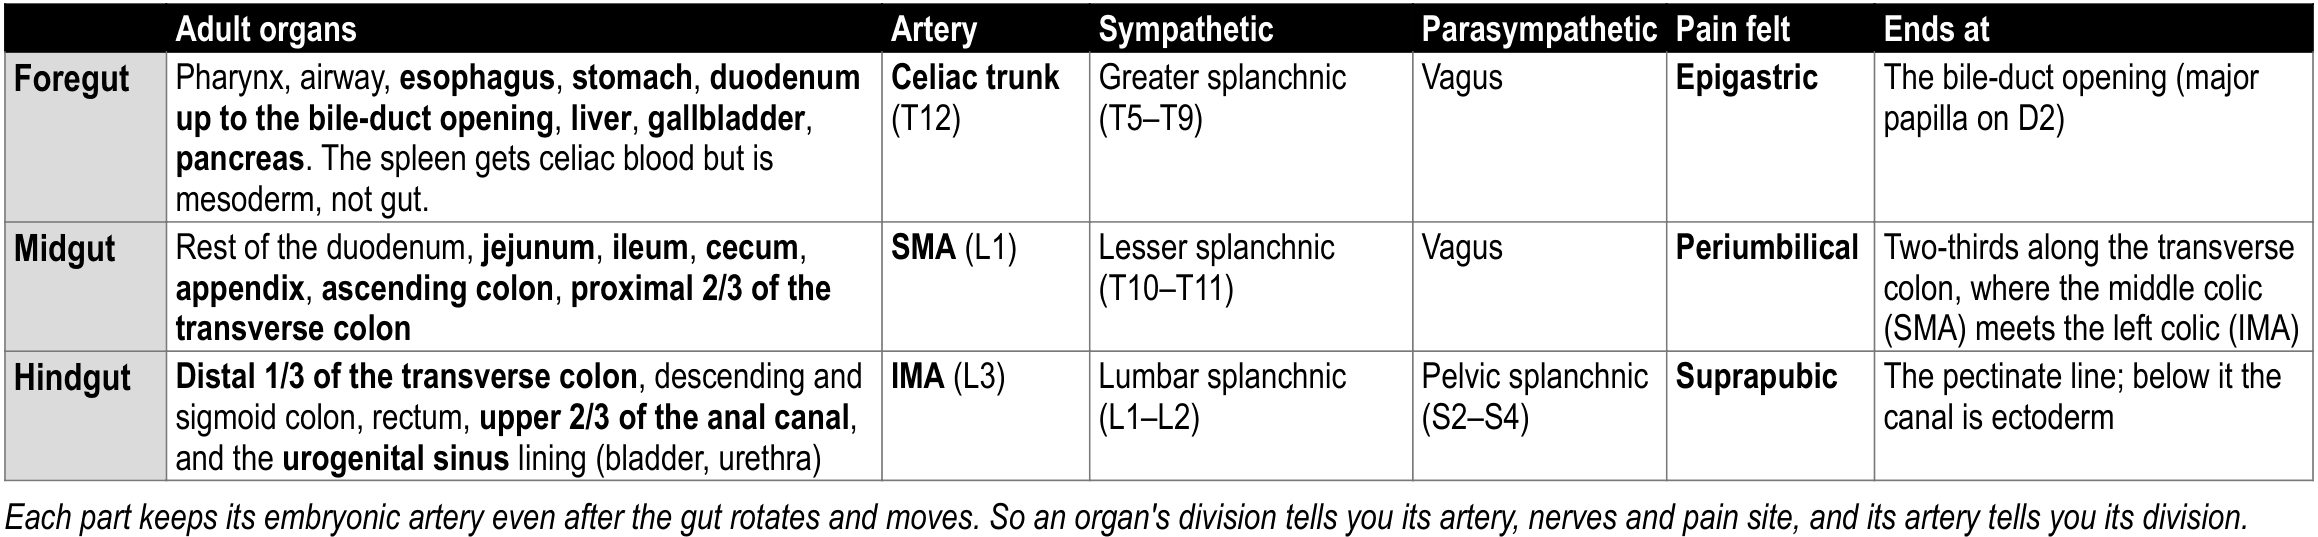 Adult organs Artery Sympathetic Parasympathetic Pain felt Ends at
Foregut Pharynx, airway, esophagus, stomach, duodenum Celiac trunk Greater splanchnic Vagus Epigastric The bile-duct opening (major
up to the bile-duct opening, liver, gallbladder, (T12) (T5–T9) papilla on D2)
pancreas. The spleen gets celiac blood but is
mesoderm, not gut.
Midgut Rest of the duodenum, jejunum, ileum, cecum, SMA (L1) Lesser splanchnic Vagus Periumbilical Two-thirds along the transverse
appendix, ascending colon, proximal 2/3 of the (T10–T11) colon, where the middle colic
transverse colon (SMA) meets the left colic (IMA)
Hindgut Distal 1/3 of the transverse colon, descending and IMA (L3) Lumbar splanchnic Pelvic splanchnic Suprapubic The pectinate line; below it the
sigmoid colon, rectum, upper 2/3 of the anal canal, (L1–L2) (S2–S4) canal is ectoderm
and the urogenital sinus lining (bladder, urethra)
Each part keeps its embryonic artery even after the gut rotates and moves. So an organ's division tells you its artery, nerves and pain site, and its artery tells you its division.